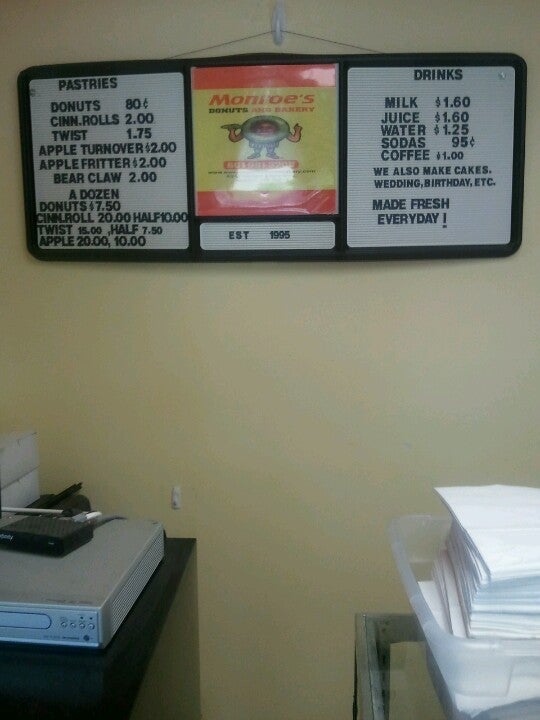 PASTRIES
DONUTS 80¢
CINN.ROLLS 2.00
TWIST 1.75
APPLE TURNOVER $2.00
APPLE FRITTER $2.00
BEAR CLAW 2.00
A DOZEN
DONUTS $7.50
CINN.ROLL 20.00 HALF10.00
TWIST 15.00 ,HALF 7.50
APPLE 20.00, 10.00
Monroe's
DONUTS AND BAKERY
EST 1995
DRINKS
MILK $1.60
JUICE $1.60
WATER $1.25
SODAS 95¢
COFFEE $1.00
WE ALSO MAKE CAKES.
WEDDING,BIRTHDAY, ETC.
MADE FRESH
EVERYDAY !